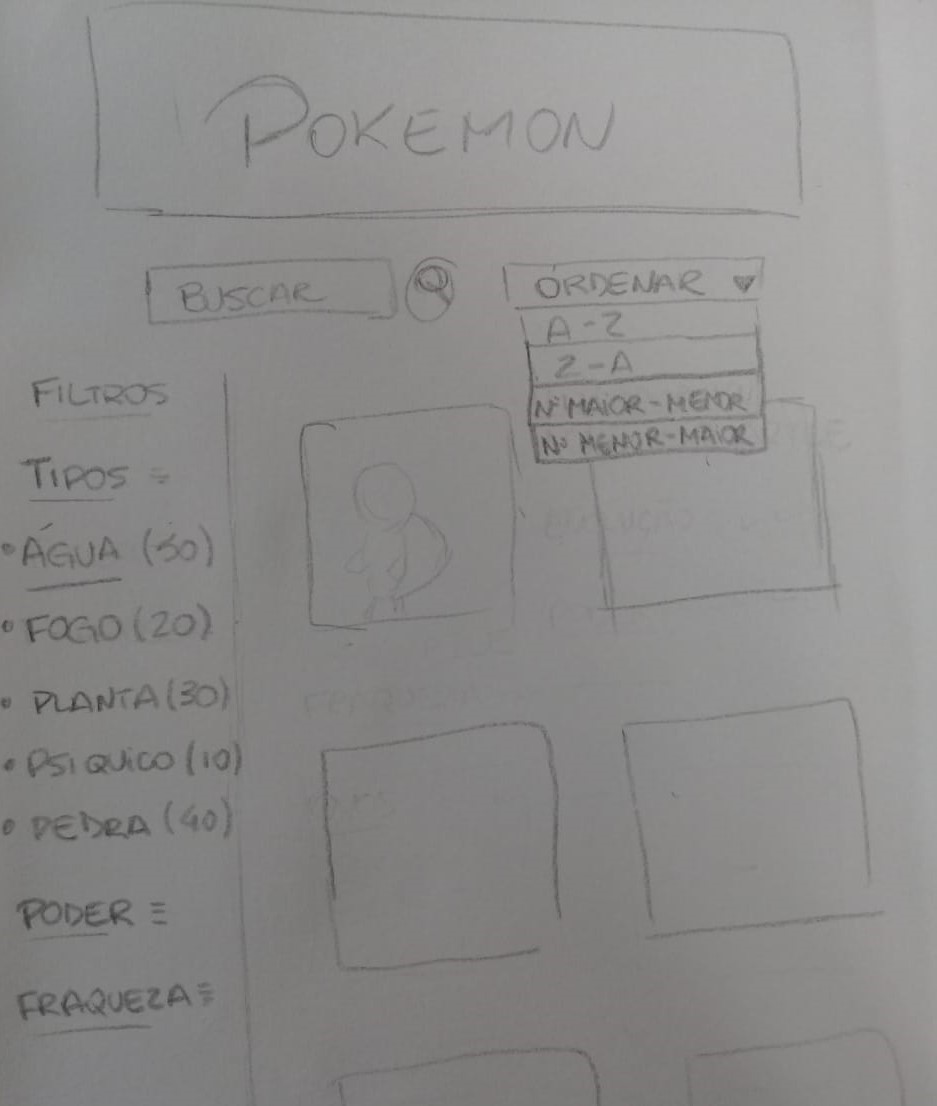 POKEMON
BUSCAR
ORDENAR
A-Z
Z-A
Nº MAIOR-MENOR
Nº MENOR-MAIOR
FILTROS
TIPOS
• ÁGUA (50)
• FOGO (20)
• PLANTA (30)
• PSIQUICO (10)
• PEDRA (40)
PODER
FRAQUEZA